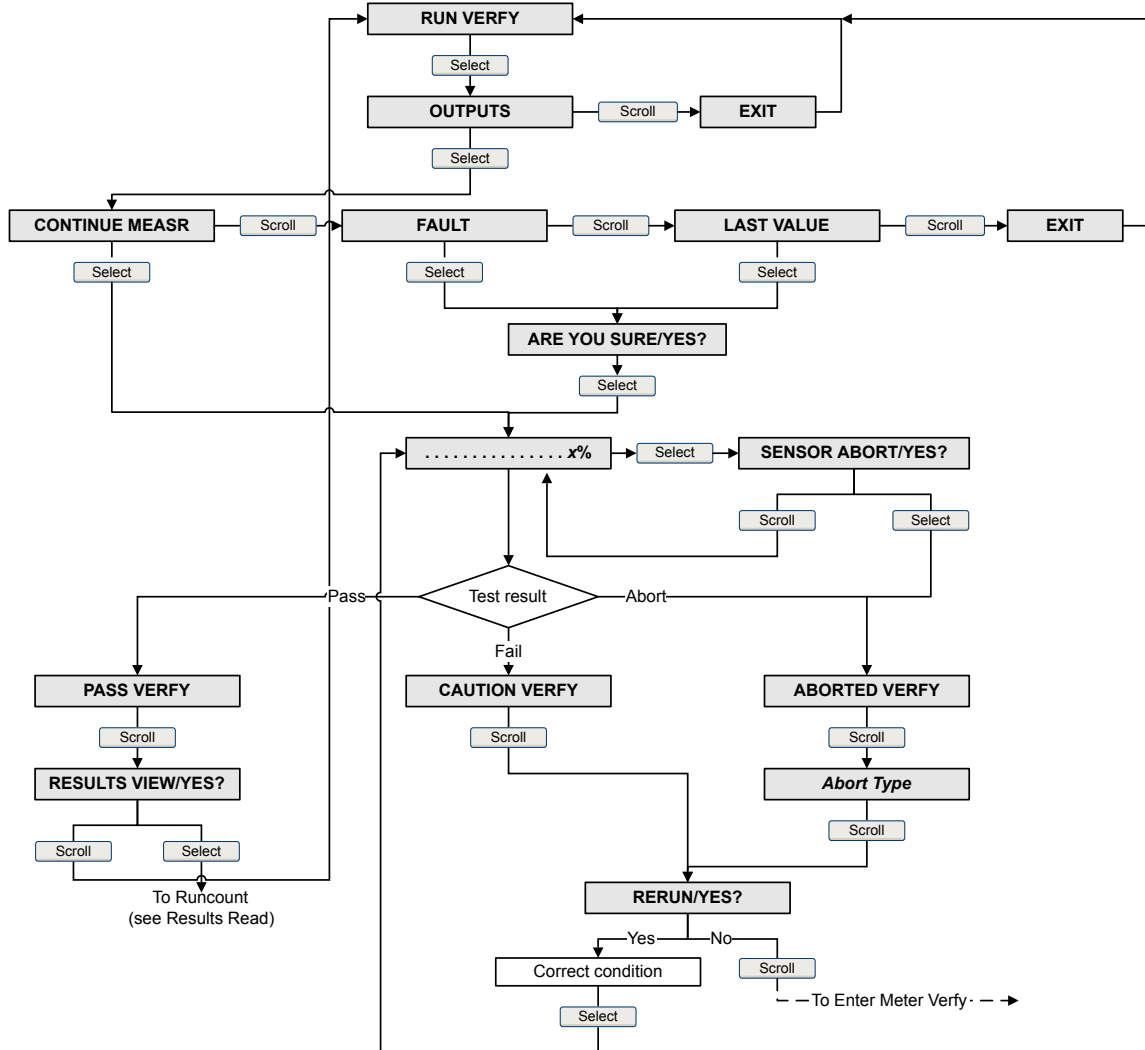 RUN VERFY
Select
OUTPUTS
Scroll
EXIT
Select
CONTINUE MEASR
Scroll
FAULT
Scroll
LAST VALUE
Scroll
EXIT
Select
Select
Select
ARE YOU SURE/YES?
Select
. . . . . . . . . . . . . . . x%
Select
SENSOR ABORT/YES?
Scroll
Select
Pass
Test result
Abort
Fail
PASS VERFY
CAUTION VERFY
ABORTED VERFY
Scroll
Scroll
Scroll
RESULTS VIEW/YES?
Abort Type
Scroll
Select
Scroll
To Runcount
(see Results Read)
RERUN/YES?
Yes
No
Correct condition
Scroll
Select
To Enter Meter Verfy